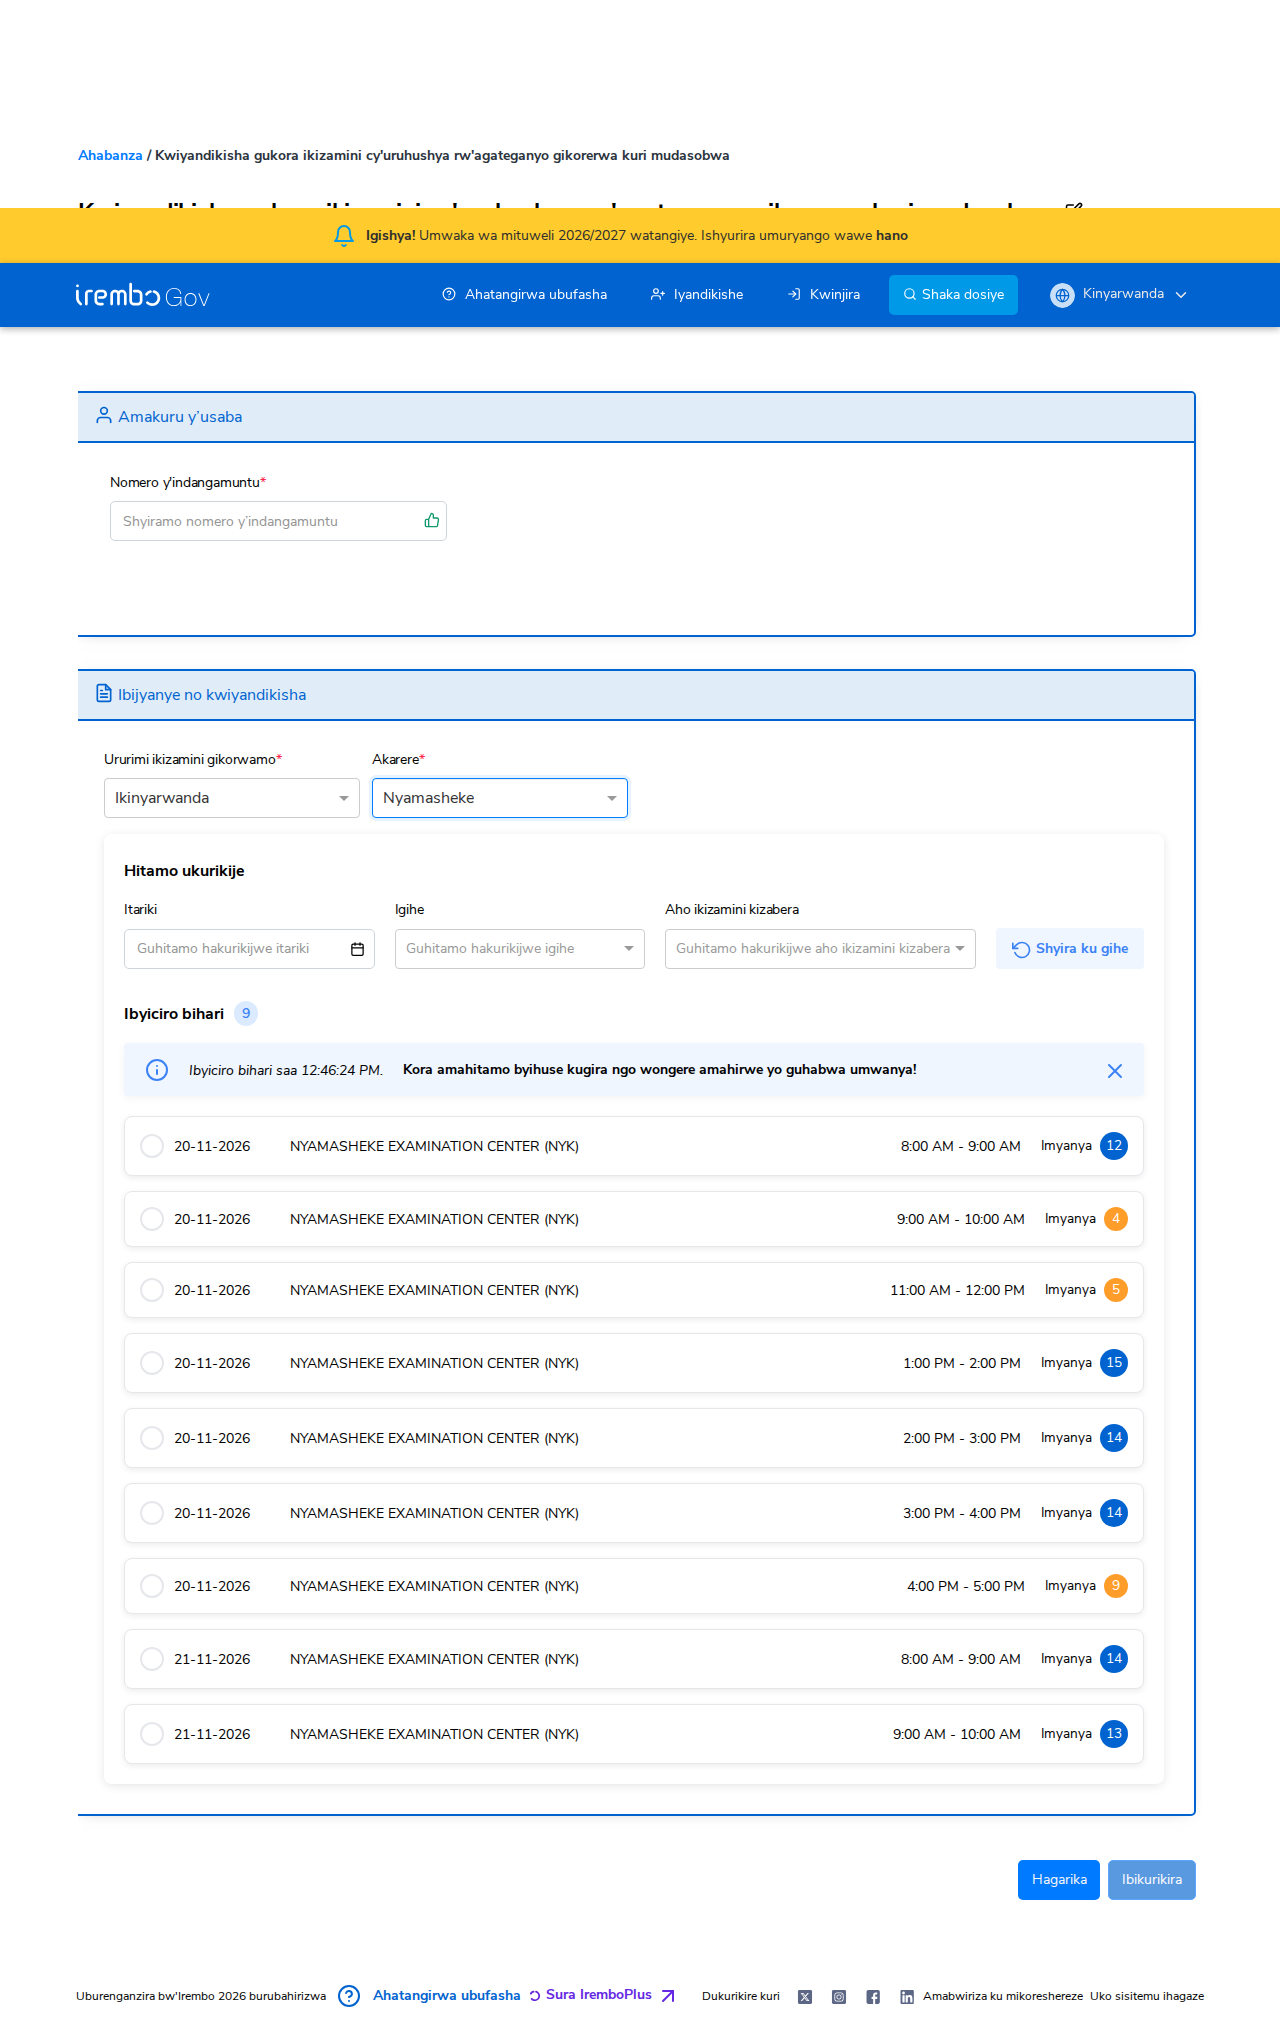 Ahabanza / Kwiyandikisha gukora ikizamini cy'uruhushya rw'agateganyo gikorerwa kuri mudasobwa
Igishya! Umwaka wa mituweli 2026/2027 watangiye. Ishyurira umuryango wawe hano
irembo Gov
Ahatangirwa ubufasha
Iyandikishe
Kwinjira
Shaka dosiye
Kinyarwanda
Amakuru y’usaba
Nomero y'indangamuntu*
Shyiramo nomero y’indangamuntu
Ibijyanye no kwiyandikisha
Ururimi ikizamini gikorwamo*
Akarere*
Ikinyarwanda
Nyamasheke
Hitamo ukurikije
Itariki
Igihe
Aho ikizamini kizabera
Guhitamo hakurikijwe itariki
Guhitamo hakurikijwe igihe
Guhitamo hakurikijwe aho ikizamini kizabera
Shyira ku gihe
Ibyiciro bihari 9
Ibyiciro bihari saa 12:46:24 PM. Kora amahitamo byihuse kugira ngo wongere amahirwe yo guhabwa umwanya!
20-11-2026 NYAMASHEKE EXAMINATION CENTER (NYK) 8:00 AM - 9:00 AM Imyanya 12
20-11-2026 NYAMASHEKE EXAMINATION CENTER (NYK) 9:00 AM - 10:00 AM Imyanya 4
20-11-2026 NYAMASHEKE EXAMINATION CENTER (NYK) 11:00 AM - 12:00 PM Imyanya 5
20-11-2026 NYAMASHEKE EXAMINATION CENTER (NYK) 1:00 PM - 2:00 PM Imyanya 15
20-11-2026 NYAMASHEKE EXAMINATION CENTER (NYK) 2:00 PM - 3:00 PM Imyanya 14
20-11-2026 NYAMASHEKE EXAMINATION CENTER (NYK) 3:00 PM - 4:00 PM Imyanya 14
20-11-2026 NYAMASHEKE EXAMINATION CENTER (NYK) 4:00 PM - 5:00 PM Imyanya 9
21-11-2026 NYAMASHEKE EXAMINATION CENTER (NYK) 8:00 AM - 9:00 AM Imyanya 14
21-11-2026 NYAMASHEKE EXAMINATION CENTER (NYK) 9:00 AM - 10:00 AM Imyanya 13
Hagarika
Ibikurikira
Uburenganzira bw'Irembo 2026 burubahirizwa
Ahatangirwa ubufasha
Sura IremboPlus
Dukurikire kuri
Amabwiriza ku mikoreshereze
Uko sisitemu ihagaze